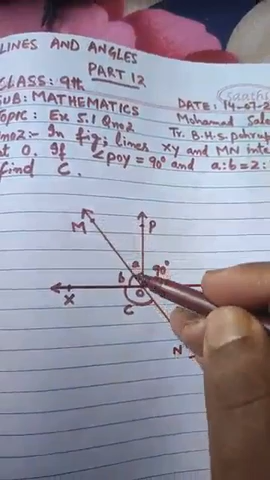 LINES AND ANGLES
PART 12
CLASS: 9th
SUB: MATHEMATICS
DATE: 14-07-2
TOPIC: Ex 5.1 Qno2
Mohamad
Tr. B.H.S
Qno2:- In fig; lines xy and MN inte
at O. If <poy = 90° and a:b=2:
find C.
M
P
a
90°
b
X
O
C
N